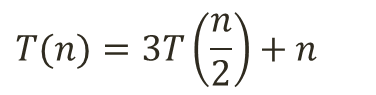 T(n) = 3T(n/2) + n